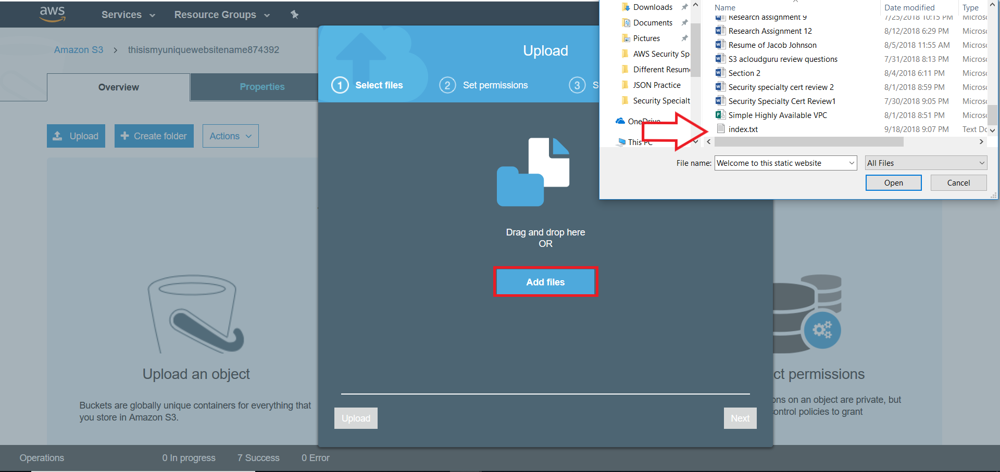 aws
Services
Resource Groups
Amazon S3 > thisismyuniquewebsitename874392
Overview
Properties
Upload
Create folder
Actions
Upload an object
Buckets are globally unique containers for everything that
you store in Amazon S3.
Upload
1 Select files
2 Set permissions
3 S
Drag and drop here
OR
Add files
Upload
Next
ct permissions
ons on an object are private, but
control policies to grant
Downloads
Documents
Pictures
AWS Security Sp
Different Resum
JSON Practice
Security Specialt
OneDrive
This PC
Name Date modified Type
Research assignment 9 7/25/2018 10:15 PM Micros
Research Assignment 12 8/12/2018 6:29 PM Micros
Resume of Jacob Johnson 8/5/2018 11:55 AM Micros
S3 acloudguru review questions 7/31/2018 8:13 PM Micros
Section 2 8/4/2018 6:11 PM Micros
Security specialty cert review 2 8/1/2018 8:59 PM Micros
Security Specialty Cert Review1 7/30/2018 9:05 PM Micros
Simple Highly Available VPC 8/1/2018 8:51 PM Micros
index.txt 9/18/2018 9:07 PM Text Do
File name: Welcome to this static website All Files
Open Cancel
Operations 0 In progress 7 Success 0 Error